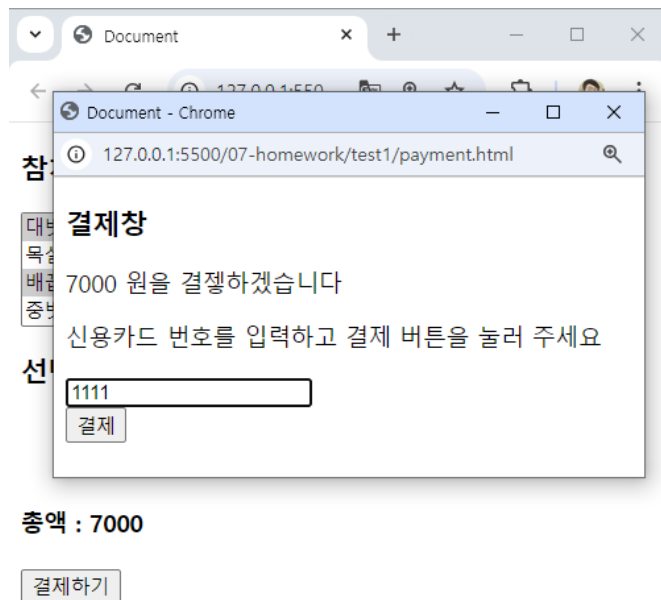 Document
Document - Chrome
127.0.0.1:5500/07-homework/test1/payment.html
결제창
7000 원을 결젷하겠습니다
신용카드 번호를 입력하고 결제 버튼을 눌러 주세요
1111
결제
총액 : 7000
결제하기